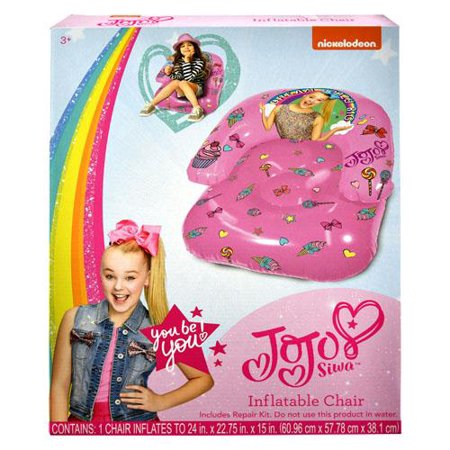 Inflatable Chair
3+
nickelodeon
JoJo
Siwa
you be
you!
JoJo
Siwa™
Inflatable Chair
Includes Repair Kit. Do not use this product in water.
CONTAINS: 1 CHAIR INFLATES TO 24 in. x 22.75 in. x 15 in. (60.96 cm x 57.78 cm x 38.1 cm)